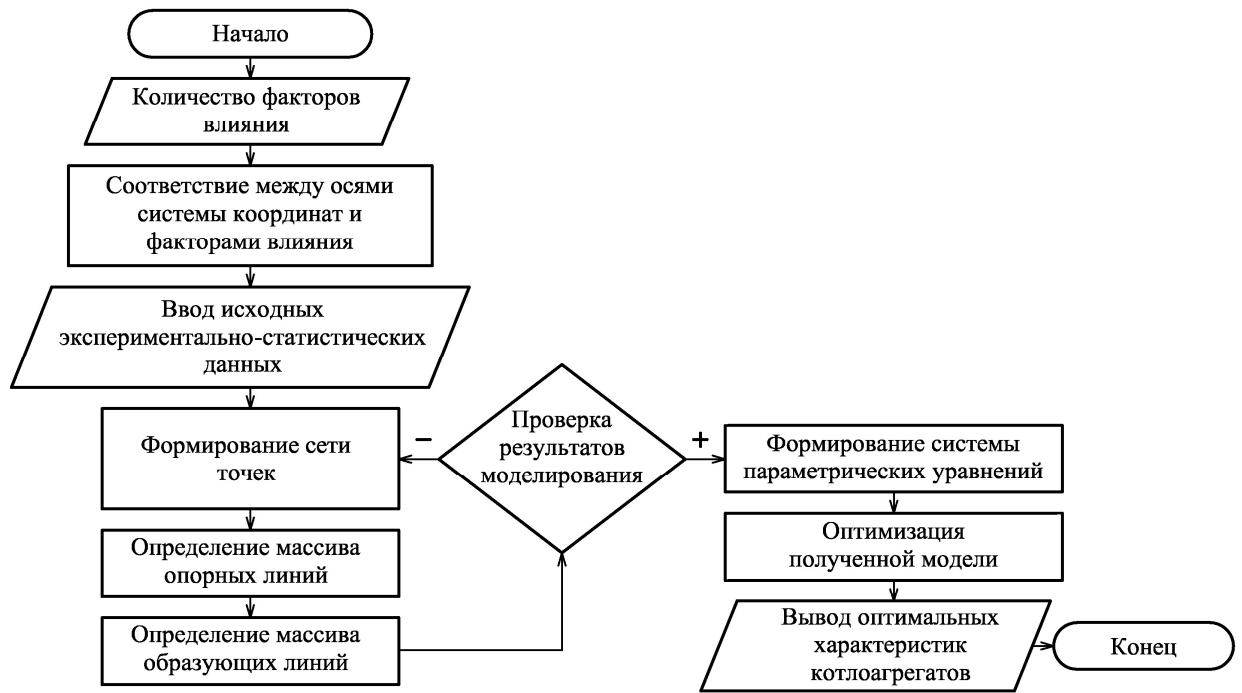 Начало
Количество факторов
влияния
Соответствие между осями
системы координат и
факторами влияния
Ввод исходных
экспериментально-статистических
данных
Формирование сети
точек
Определение массива
опорных линий
Определение массива
образующих линий
−
Проверка
результатов
моделирования
+
Формирование системы
параметрических уравнений
Оптимизация
полученной модели
Вывод оптимальных
характеристик
котлоагрегатов
Конец